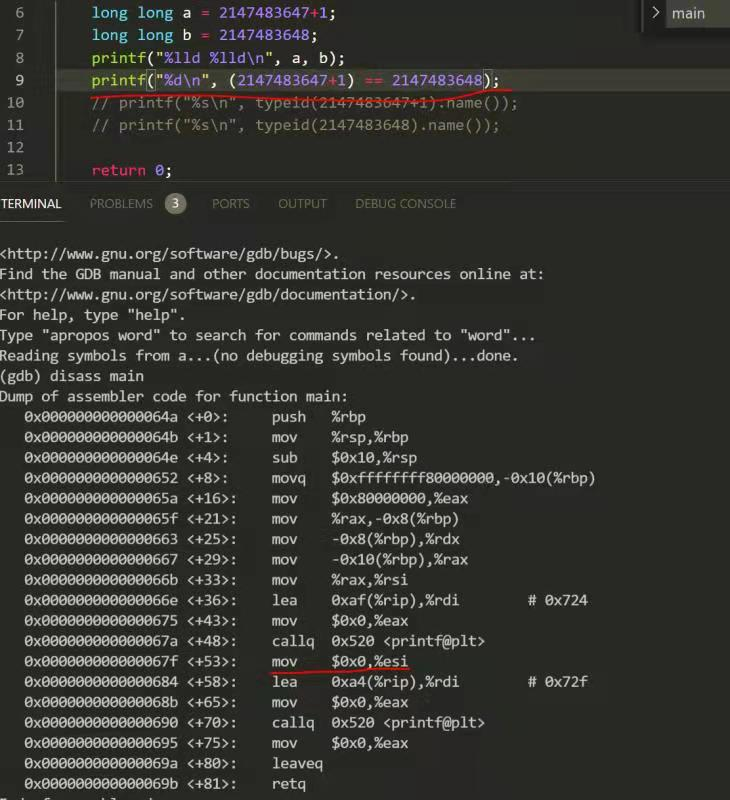 main
6 long long a = 2147483647+1;
7 long long b = 2147483648;
8 printf("%lld %lld\n", a, b);
9 printf("%d\n", (2147483647+1) == 2147483648);
10 // printf("%s\n", typeid(2147483647+1).name());
11 // printf("%s\n", typeid(2147483648).name());
12
13 return 0;
TERMINAL PROBLEMS 3 PORTS OUTPUT DEBUG CONSOLE
<http://www.gnu.org/software/gdb/bugs/>.
Find the GDB manual and other documentation resources online at:
<http://www.gnu.org/software/gdb/documentation/>.
For help, type "help".
Type "apropos word" to search for commands related to "word"...
Reading symbols from a...(no debugging symbols found)...done.
(gdb) disass main
Dump of assembler code for function main:
0x000000000000064a <+0>: push %rbp
0x000000000000064b <+1>: mov %rsp,%rbp
0x000000000000064e <+4>: sub $0x10,%rsp
0x0000000000000652 <+8>: movq $0xffffffff80000000,-0x10(%rbp)
0x000000000000065a <+16>: mov $0x80000000,%eax
0x000000000000065f <+21>: mov %rax,-0x8(%rbp)
0x0000000000000663 <+25>: mov -0x8(%rbp),%rdx
0x0000000000000667 <+29>: mov -0x10(%rbp),%rax
0x000000000000066b <+33>: mov %rax,%rsi
0x000000000000066e <+36>: lea 0xaf(%rip),%rdi # 0x724
0x0000000000000675 <+43>: mov $0x0,%eax
0x000000000000067a <+48>: callq 0x520 <printf@plt>
0x000000000000067f <+53>: mov $0x0,%esi
0x0000000000000684 <+58>: lea 0xa4(%rip),%rdi # 0x72f
0x000000000000068b <+65>: mov $0x0,%eax
0x0000000000000690 <+70>: callq 0x520 <printf@plt>
0x0000000000000695 <+75>: mov $0x0,%eax
0x000000000000069a <+80>: leaveq
0x000000000000069b <+81>: retq